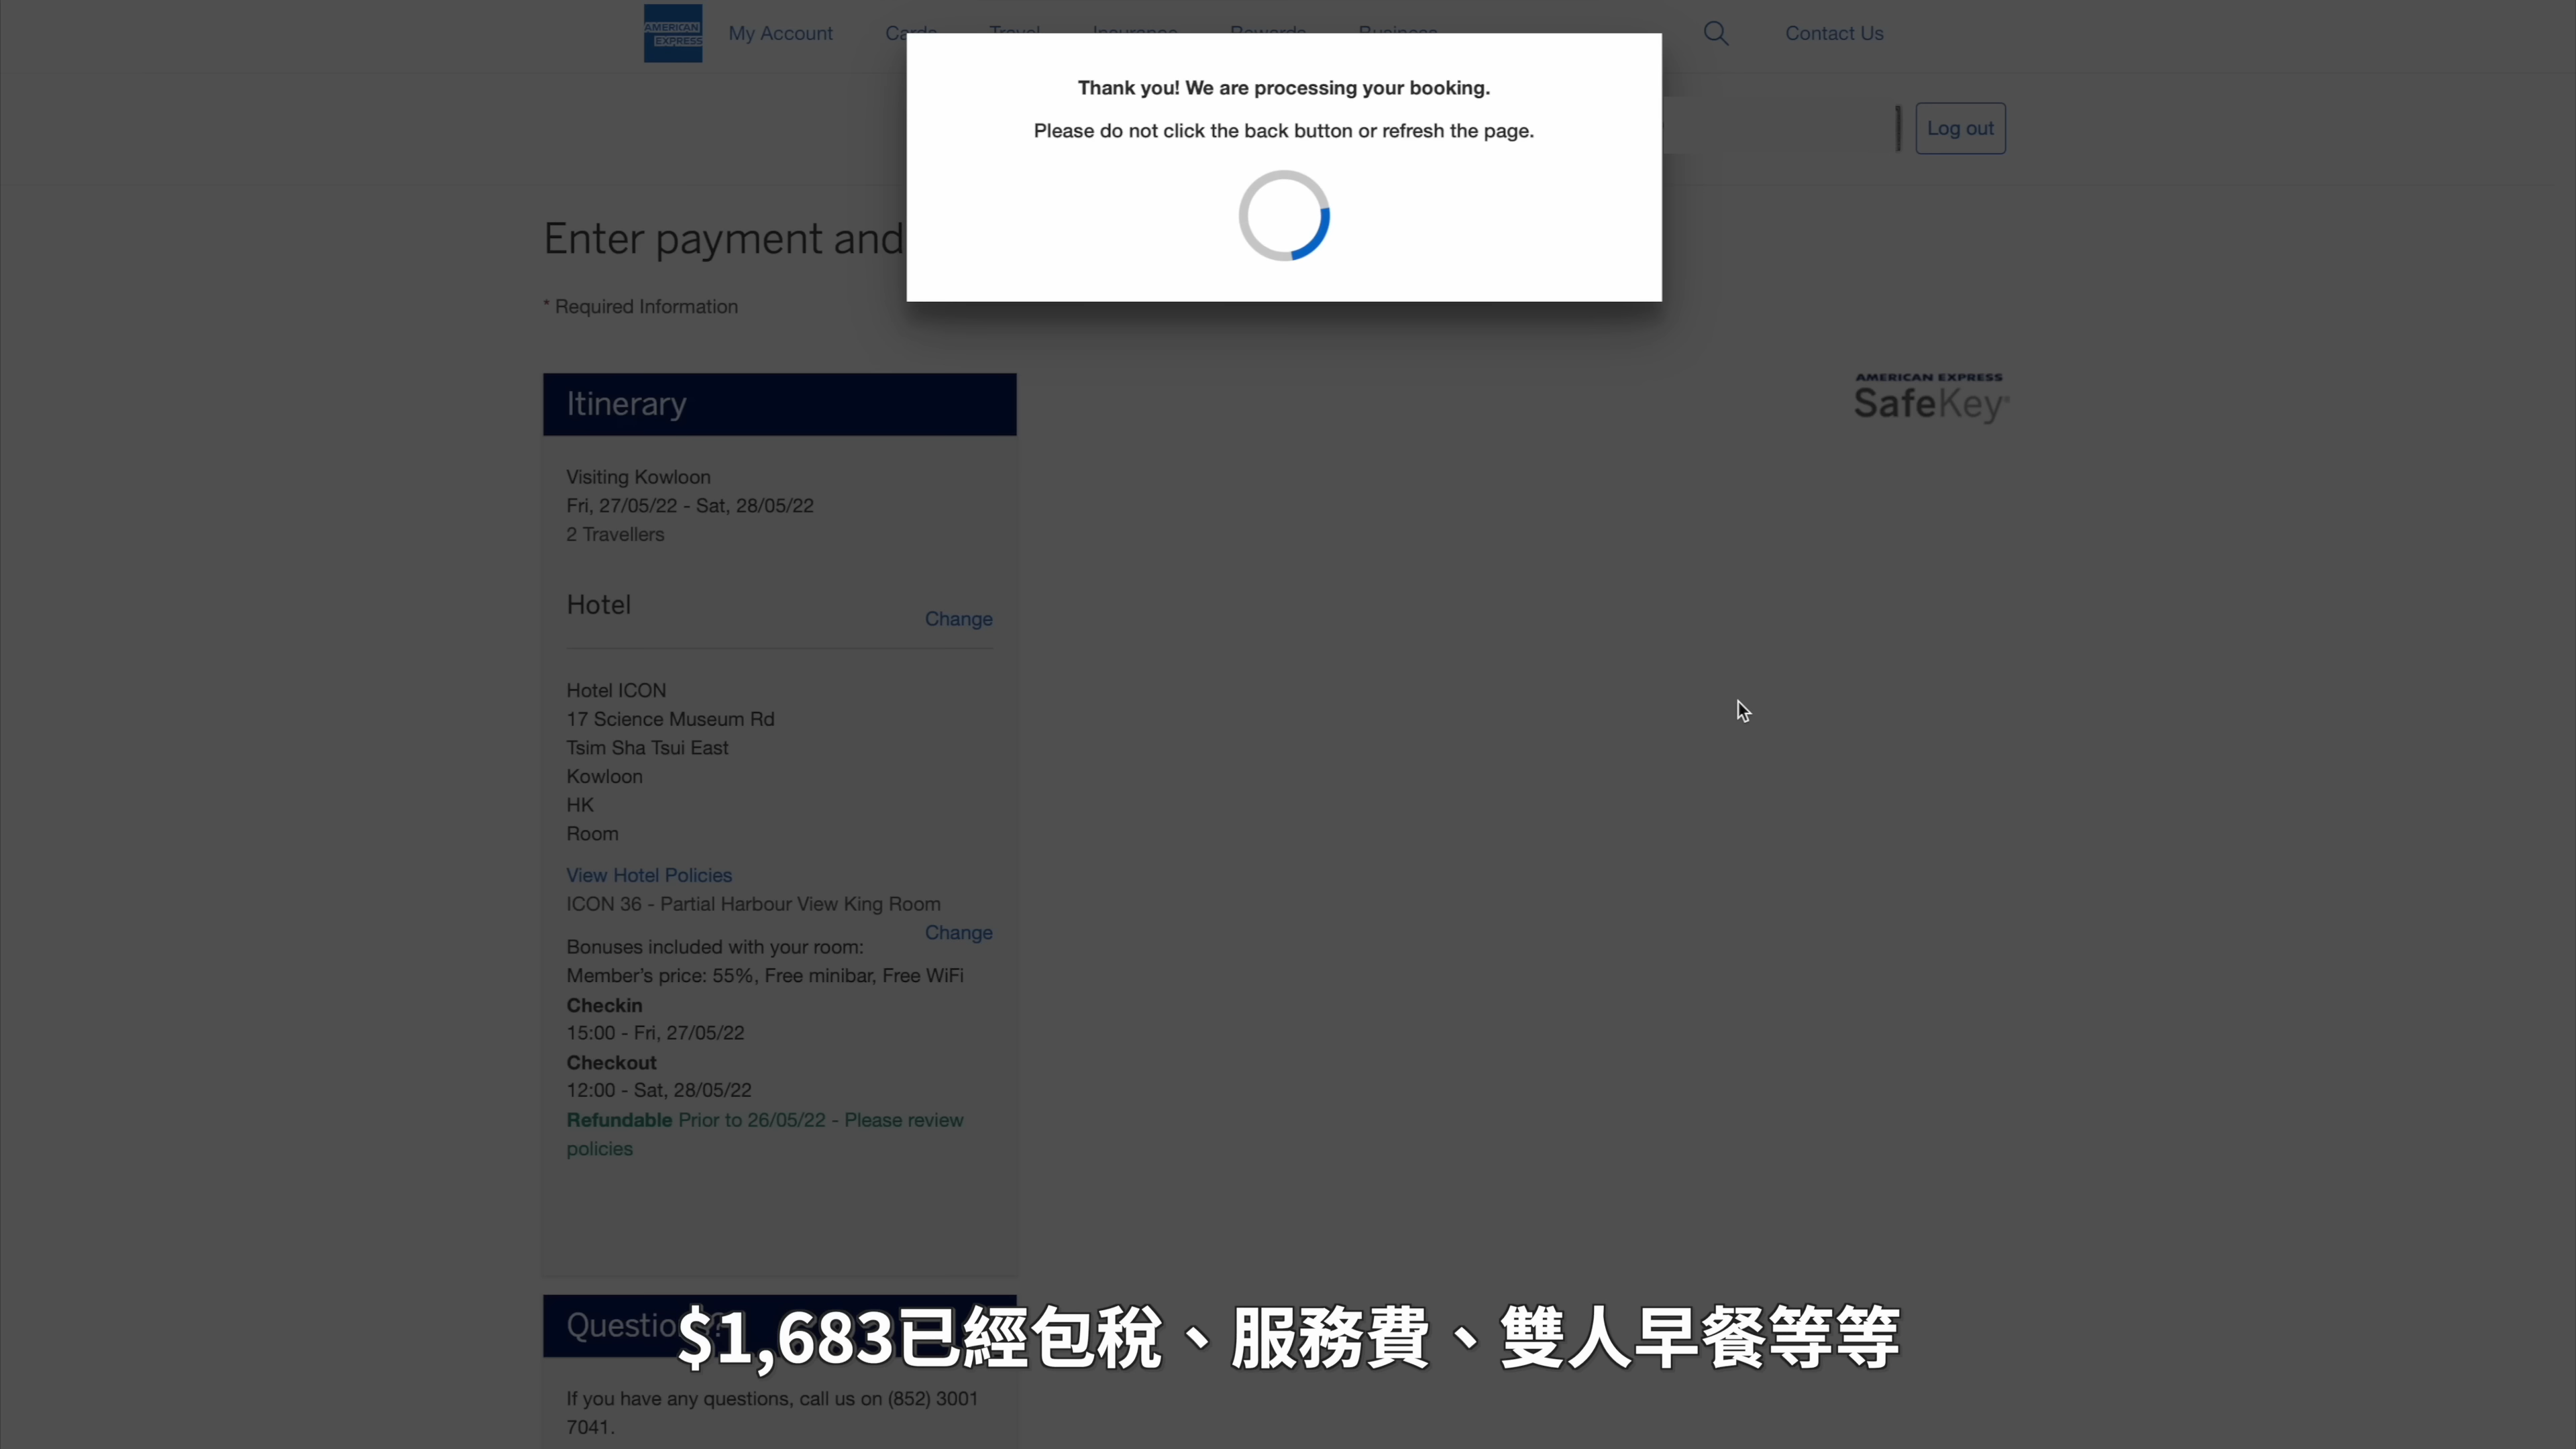 AMERICAN
EXPRESS
My Account
Cards
Travel
Insurance
Rewards
Business
Contact Us
Thank you! We are processing your booking.
Please do not click the back button or refresh the page.
Log out
Enter payment and
* Required Information
Itinerary
AMERICAN EXPRESS
SafeKey®
Visiting Kowloon
Fri, 27/05/22 - Sat, 28/05/22
2 Travellers
Hotel
Change
Hotel ICON
17 Science Museum Rd
Tsim Sha Tsui East
Kowloon
HK
Room
View Hotel Policies
ICON 36 - Partial Harbour View King Room
Change
Bonuses included with your room:
Member's price: 55%, Free minibar, Free WiFi
Checkin
15:00 - Fri, 27/05/22
Checkout
12:00 - Sat, 28/05/22
Refundable Prior to 26/05/22 - Please review
policies
$1,683已經包稅、服務費、雙人早餐等等
If you have any questions, call us on (852) 3001
7041.